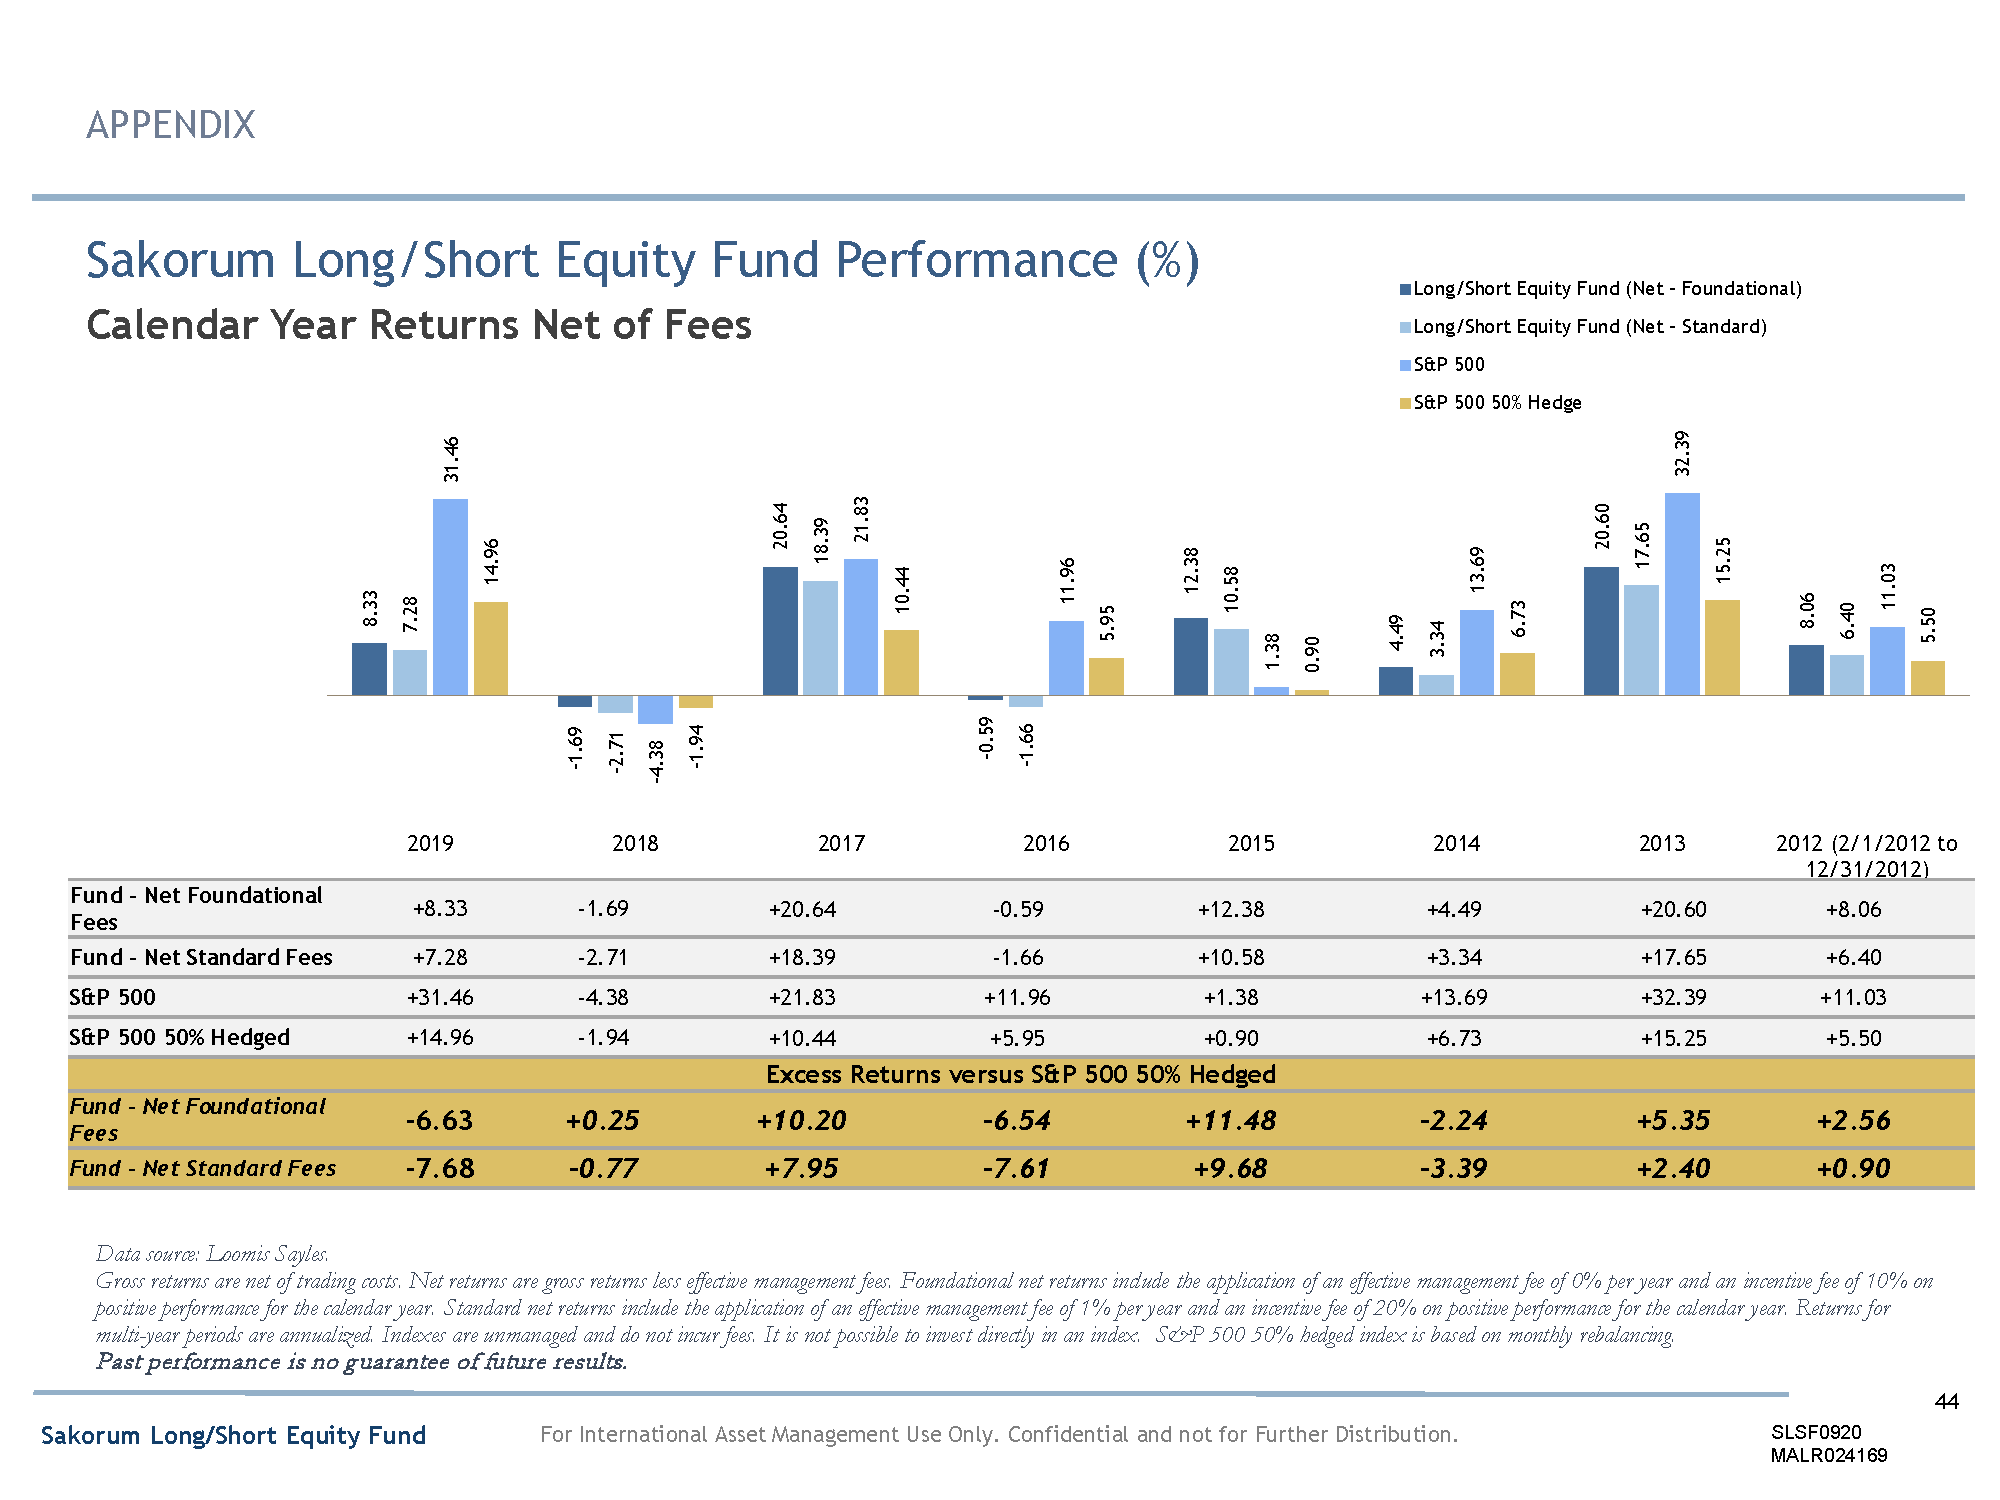 APPENDIX
Sakorum Long/Short Equity Fund Performance (%)
Calendar Year Returns Net of Fees
Long/Short Equity Fund (Net – Foundational)
Long/Short Equity Fund (Net – Standard)
S&P 500
S&P 500 50% Hedge
8.33
7.28
31.46
14.96
-1.69
-2.71
-4.38
-1.94
20.64
18.39
21.83
10.44
-0.59
-1.66
11.96
5.95
12.38
10.58
1.38
0.90
4.49
3.34
13.69
6.73
20.60
17.65
32.39
15.25
8.06
6.40
11.03
5.50
2019 2018 2017 2016 2015 2014 2013 2012 (2/1/2012 to
12/31/2012)
Fund – Net Foundational
Fees +8.33 -1.69 +20.64 -0.59 +12.38 +4.49 +20.60 +8.06
Fund – Net Standard Fees +7.28 -2.71 +18.39 -1.66 +10.58 +3.34 +17.65 +6.40
S&P 500 +31.46 -4.38 +21.83 +11.96 +1.38 +13.69 +32.39 +11.03
S&P 500 50% Hedged +14.96 -1.94 +10.44 +5.95 +0.90 +6.73 +15.25 +5.50
Excess Returns versus S&P 500 50% Hedged
Fund – Net Foundational
Fees -6.63 +0.25 +10.20 -6.54 +11.48 -2.24 +5.35 +2.56
Fund – Net Standard Fees -7.68 -0.77 +7.95 -7.61 +9.68 -3.39 +2.40 +0.90
Data source: Loomis Sayles.
Gross returns are net of trading costs. Net returns are gross returns less effective management fees. Foundational net returns include the application of an effective management fee of 0% per year and an incentive fee of 10% on
positive performance for the calendar year. Standard net returns include the application of an effective management fee of 1% per year and an incentive fee of 20% on positive performance for the calendar year. Returns for
multi-year periods are annualized. Indexes are unmanaged and do not incur fees. It is not possible to invest directly in an index. S&P 500 50% hedged index is based on monthly rebalancing.
Past performance is no guarantee of future results.
44
Sakorum Long/Short Equity Fund
For International Asset Management Use Only. Confidential and not for Further Distribution.
SLSF0920
MALR024169